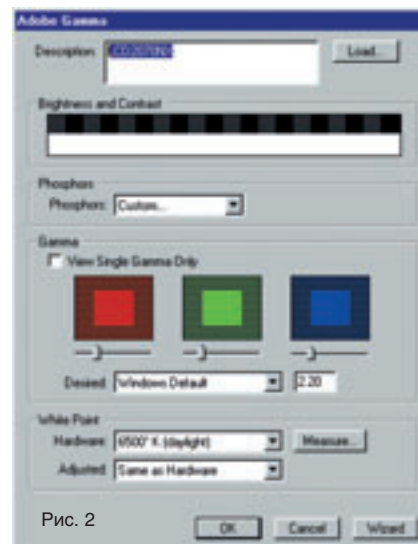 Adobe Gamma
Description: LCD2070NX Load...
Brightness and Contrast
Phosphors
Phosphors: Custom...
Gamma
View Single Gamma Only
Desired: Windows Default 2.20
White Point
Hardware: 6500° K (daylight) Measure...
Adjusted: Same as Hardware
Рис. 2
OK Cancel Wizard